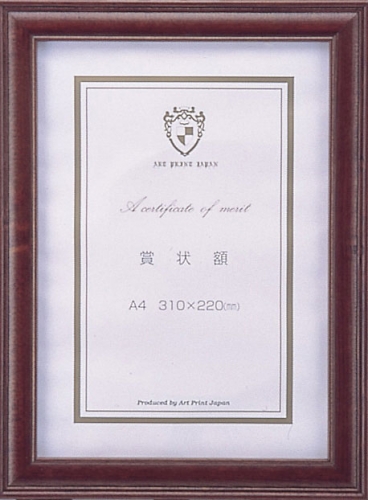 ART PRINT JAPAN
A certificate of merit
賞 状 額
A4 310×220(mm)
Produced by Art Print Japan